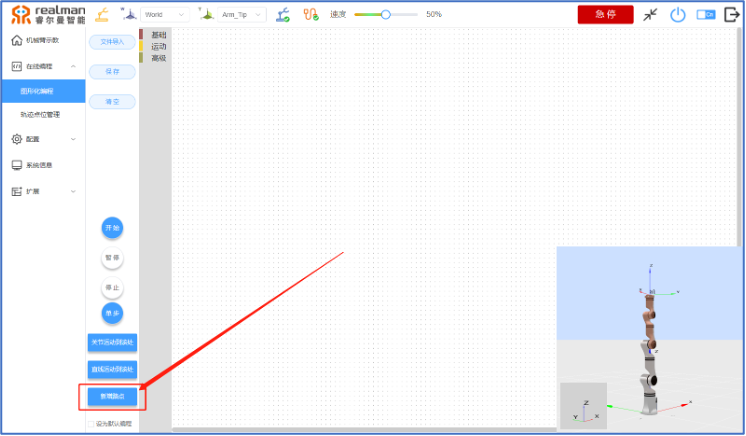 realman
睿尔曼智能
W
World
T
Arm_Tip
速度
50%
急停
On
机械臂示教
在线编程
图形化编程
轨迹点位管理
配置
系统信息
扩展
文件导入
保存
清空
基础
运动
高级
开始
暂停
停止
单步
关节运动到该处
直线运动到该处
新增路点
设为默认编程
Z
X
Z
Z
Y
X
X